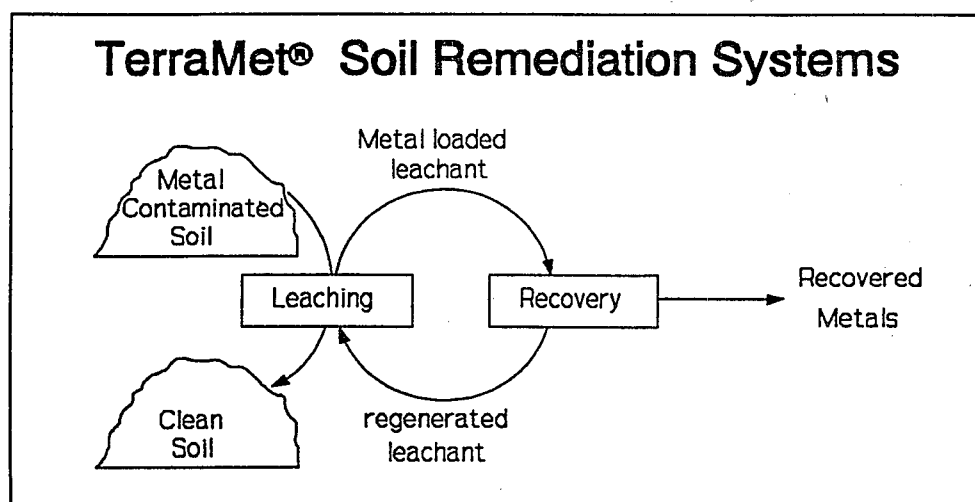 TerraMet® Soil Remediation Systems
Metal loaded
leachant
Metal
Contaminated
Soil
Leaching
Recovery
Recovered
Metals
Clean
Soil
regenerated
leachant